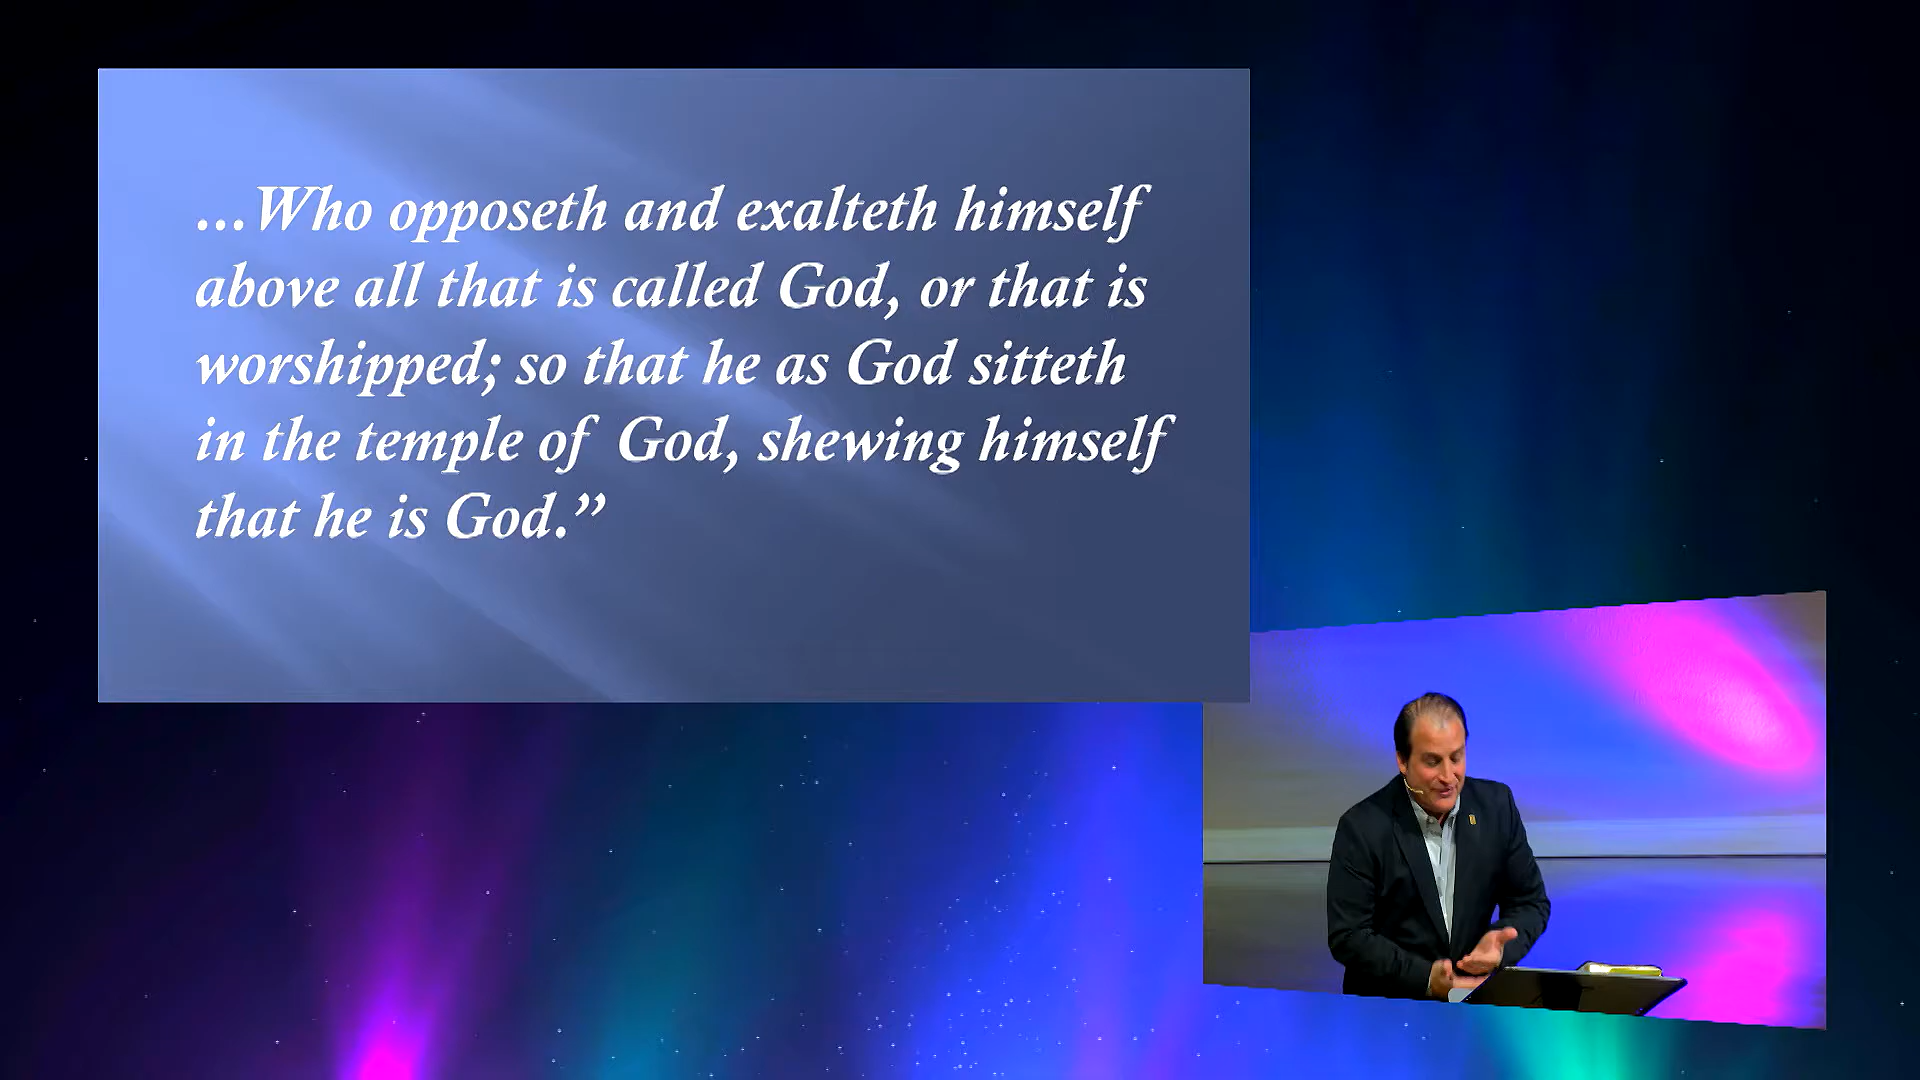 ...Who opposeth and exalteth himself
above all that is called God, or that is
worshipped; so that he as God sitteth
in the temple of God, shewing himself
that he is God.”